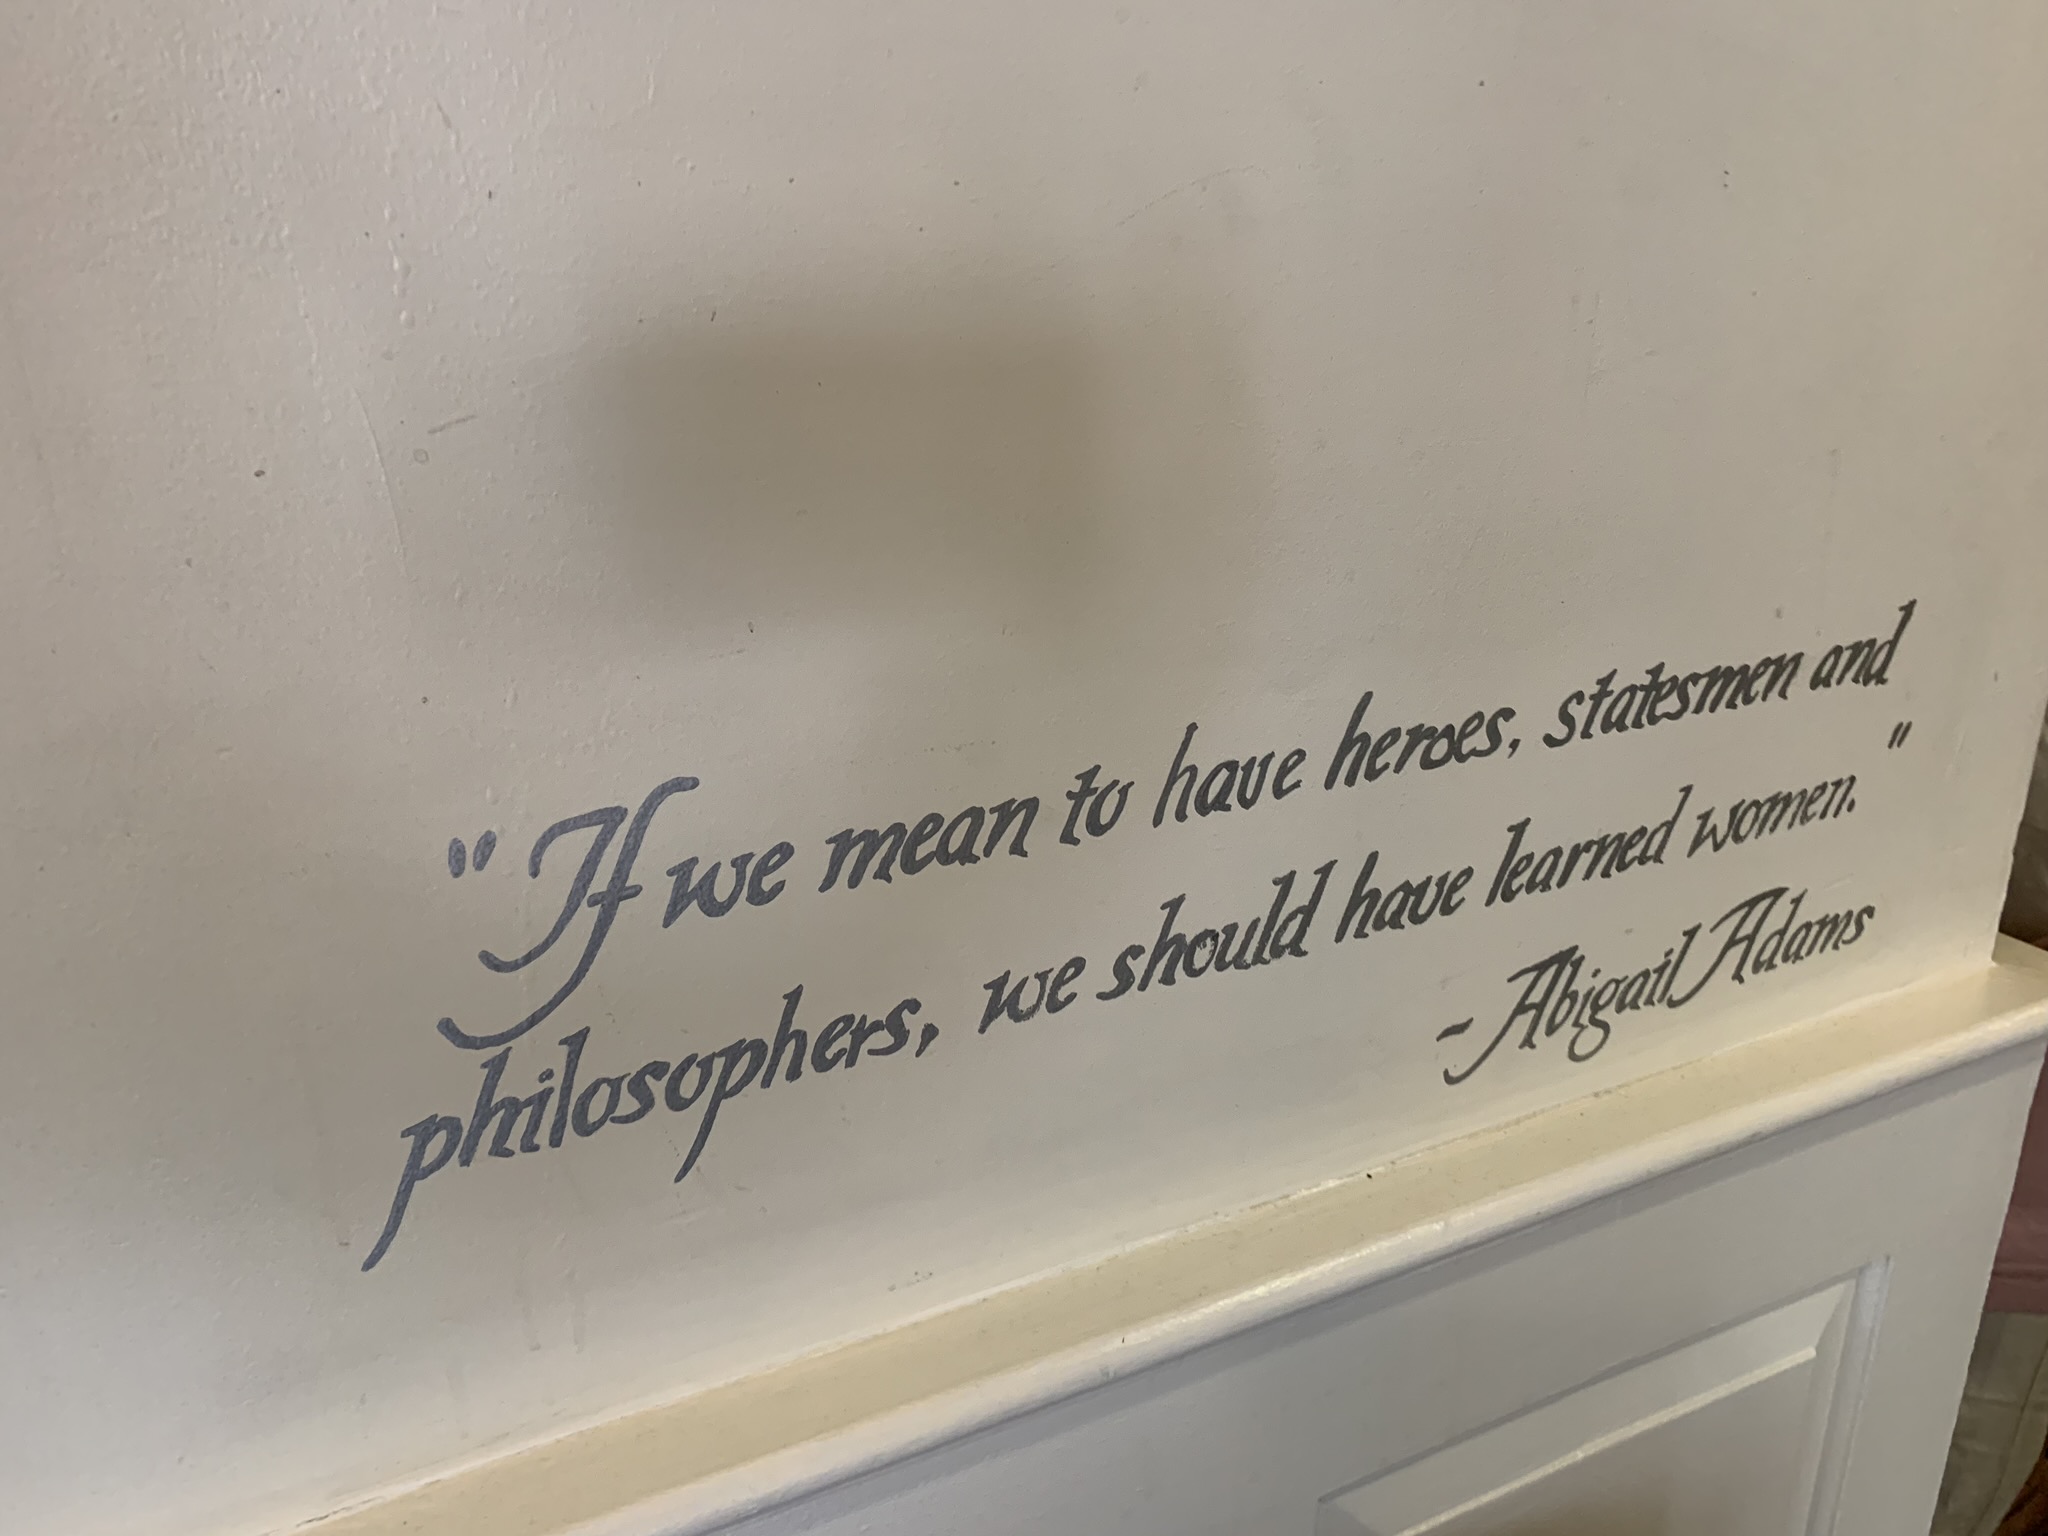 "If we mean to have heroes, statesmen and
philosophers, we should have learned women."
- Abigail Adams